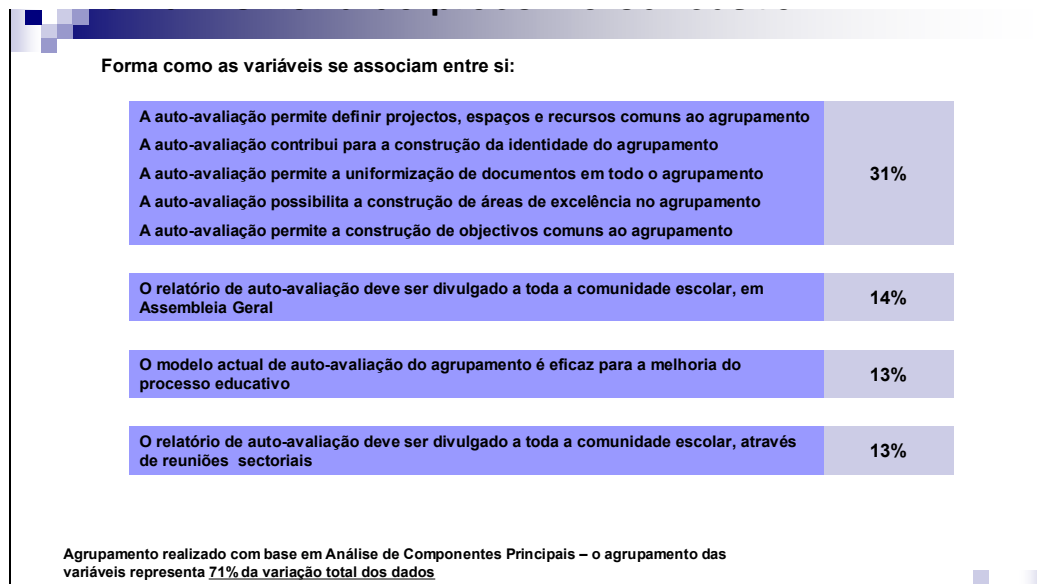 Forma como as variáveis se associam entre si:
A auto-avaliação permite definir projectos, espaços e recursos comuns ao agrupamento
A auto-avaliação contribui para a construção da identidade do agrupamento
A auto-avaliação permite a uniformização de documentos em todo o agrupamento
A auto-avaliação possibilita a construção de áreas de excelência no agrupamento
A auto-avaliação permite a construção de objectivos comuns ao agrupamento
31%
O relatório de auto-avaliação deve ser divulgado a toda a comunidade escolar, em
Assembleia Geral
14%
O modelo actual de auto-avaliação do agrupamento é eficaz para a melhoria do
processo educativo
13%
O relatório de auto-avaliação deve ser divulgado a toda a comunidade escolar, através
de reuniões sectoriais
13%
Agrupamento realizado com base em Análise de Componentes Principais – o agrupamento das
variáveis representa 71% da variação total dos dados